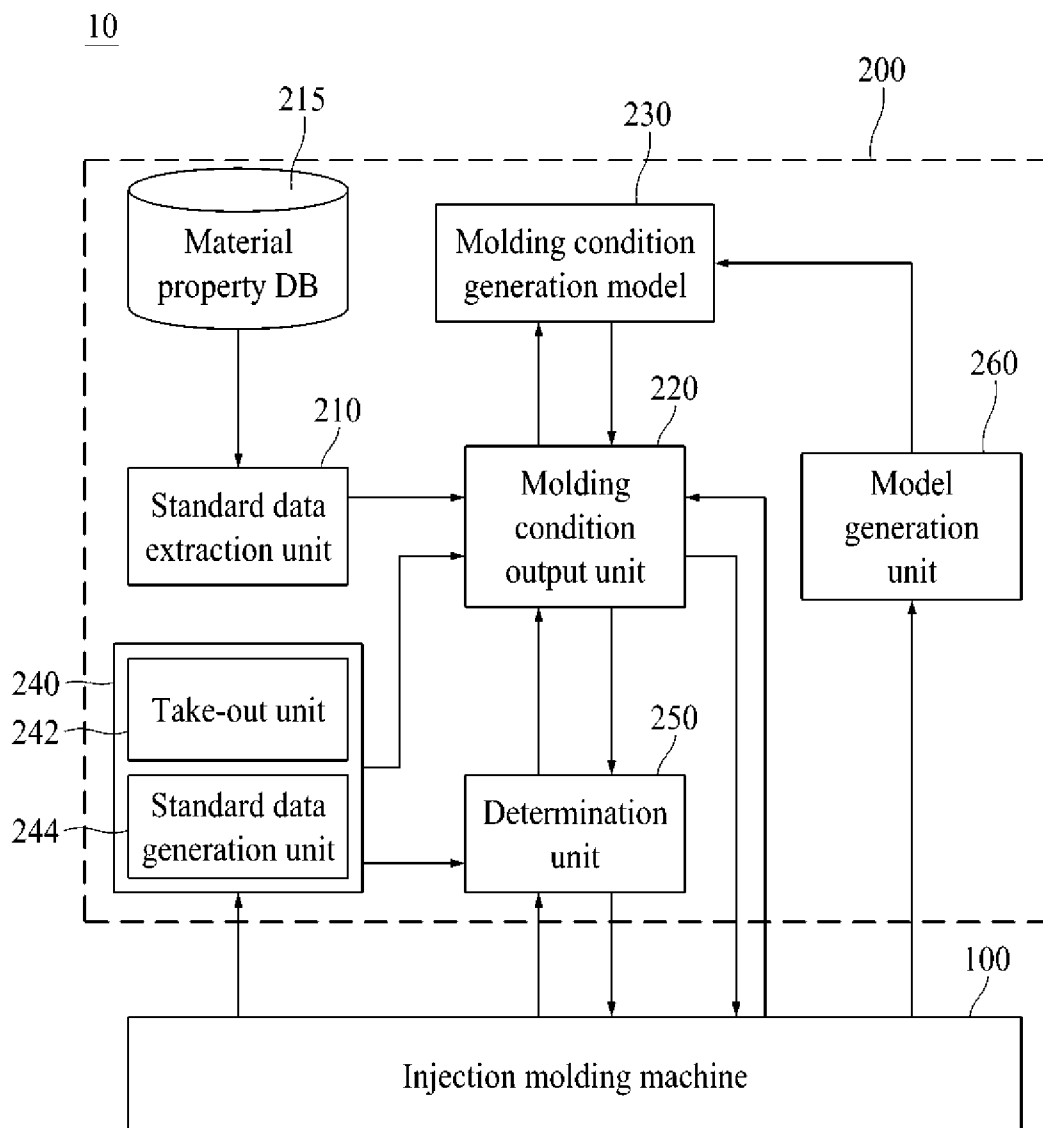 10
200
215
230
Material
property DB
Molding condition
generation model
260
220
210
Standard data
extraction unit
Molding
condition
output unit
Model
generation
unit
240
Take-out unit
242
250
244
Standard data
generation unit
Determination
unit
100
Injection molding machine